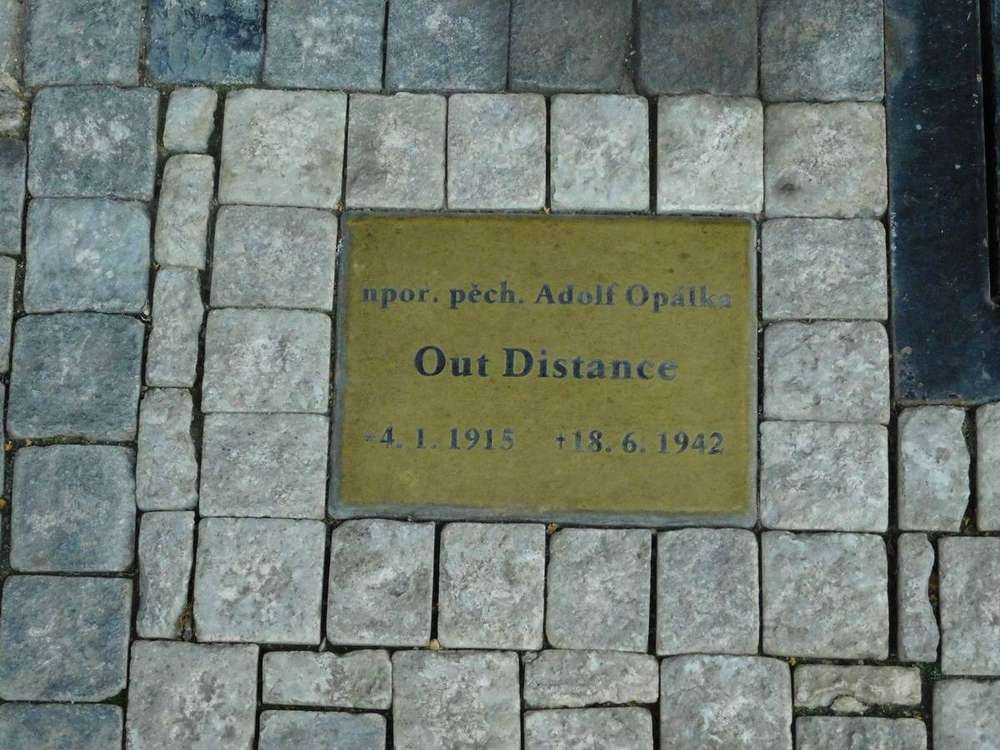 npor. pěch. Adolf Opálka
Out Distance
*4. 1. 1915 †18. 6. 1942